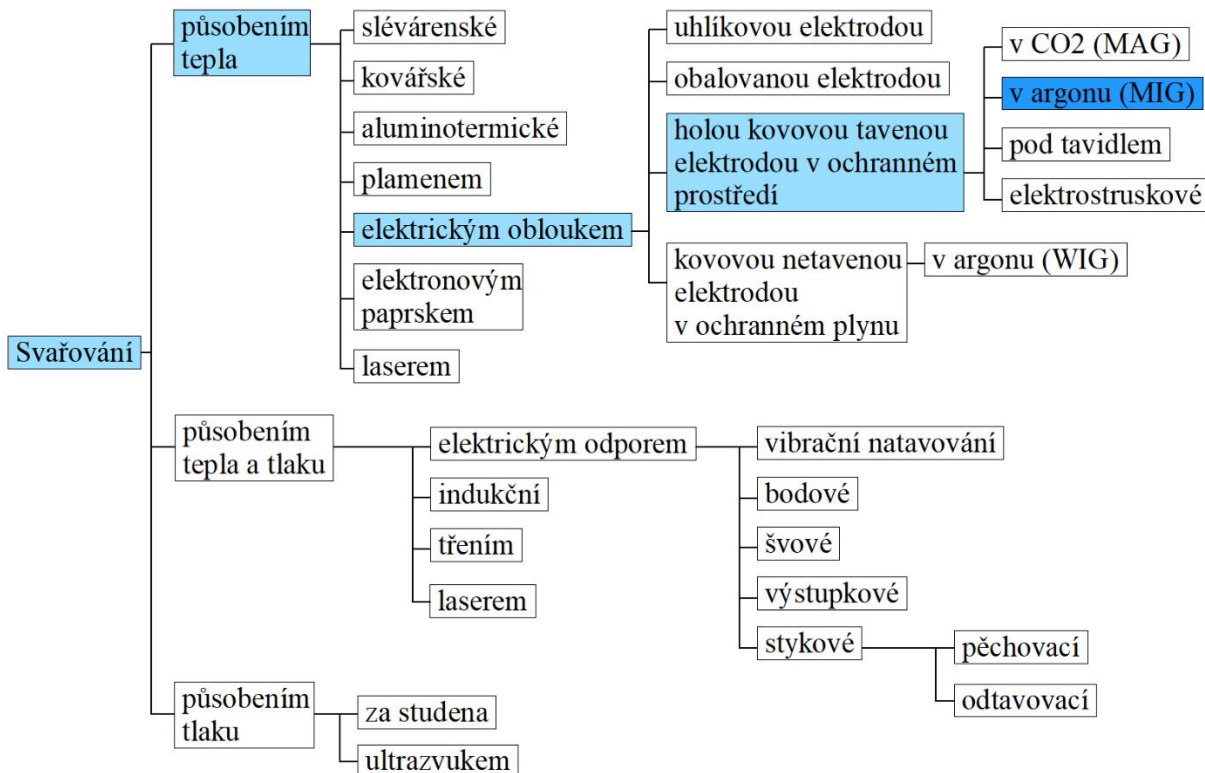 Svařování
působením
tepla
slévárenské
kovářské
aluminotermické
plamenem
elektrickým obloukem
uhlíkovou elektrodou
obalovanou elektrodou
holou kovovou tavenou
elektrodou v ochranném
prostředí
v CO2 (MAG)
v argonu (MIG)
pod tavidlem
elektrostruskové
kovovou netavenou
elektrodou
v ochranném plynu
v argonu (WIG)
elektronovým
paprskem
laserem
působením
tepla a tlaku
elektrickým odporem
vibrační natavování
bodové
švové
výstupkové
stykové
pěchovací
odtavovací
indukční
třením
laserem
působením
tlaku
za studena
ultrazvukem